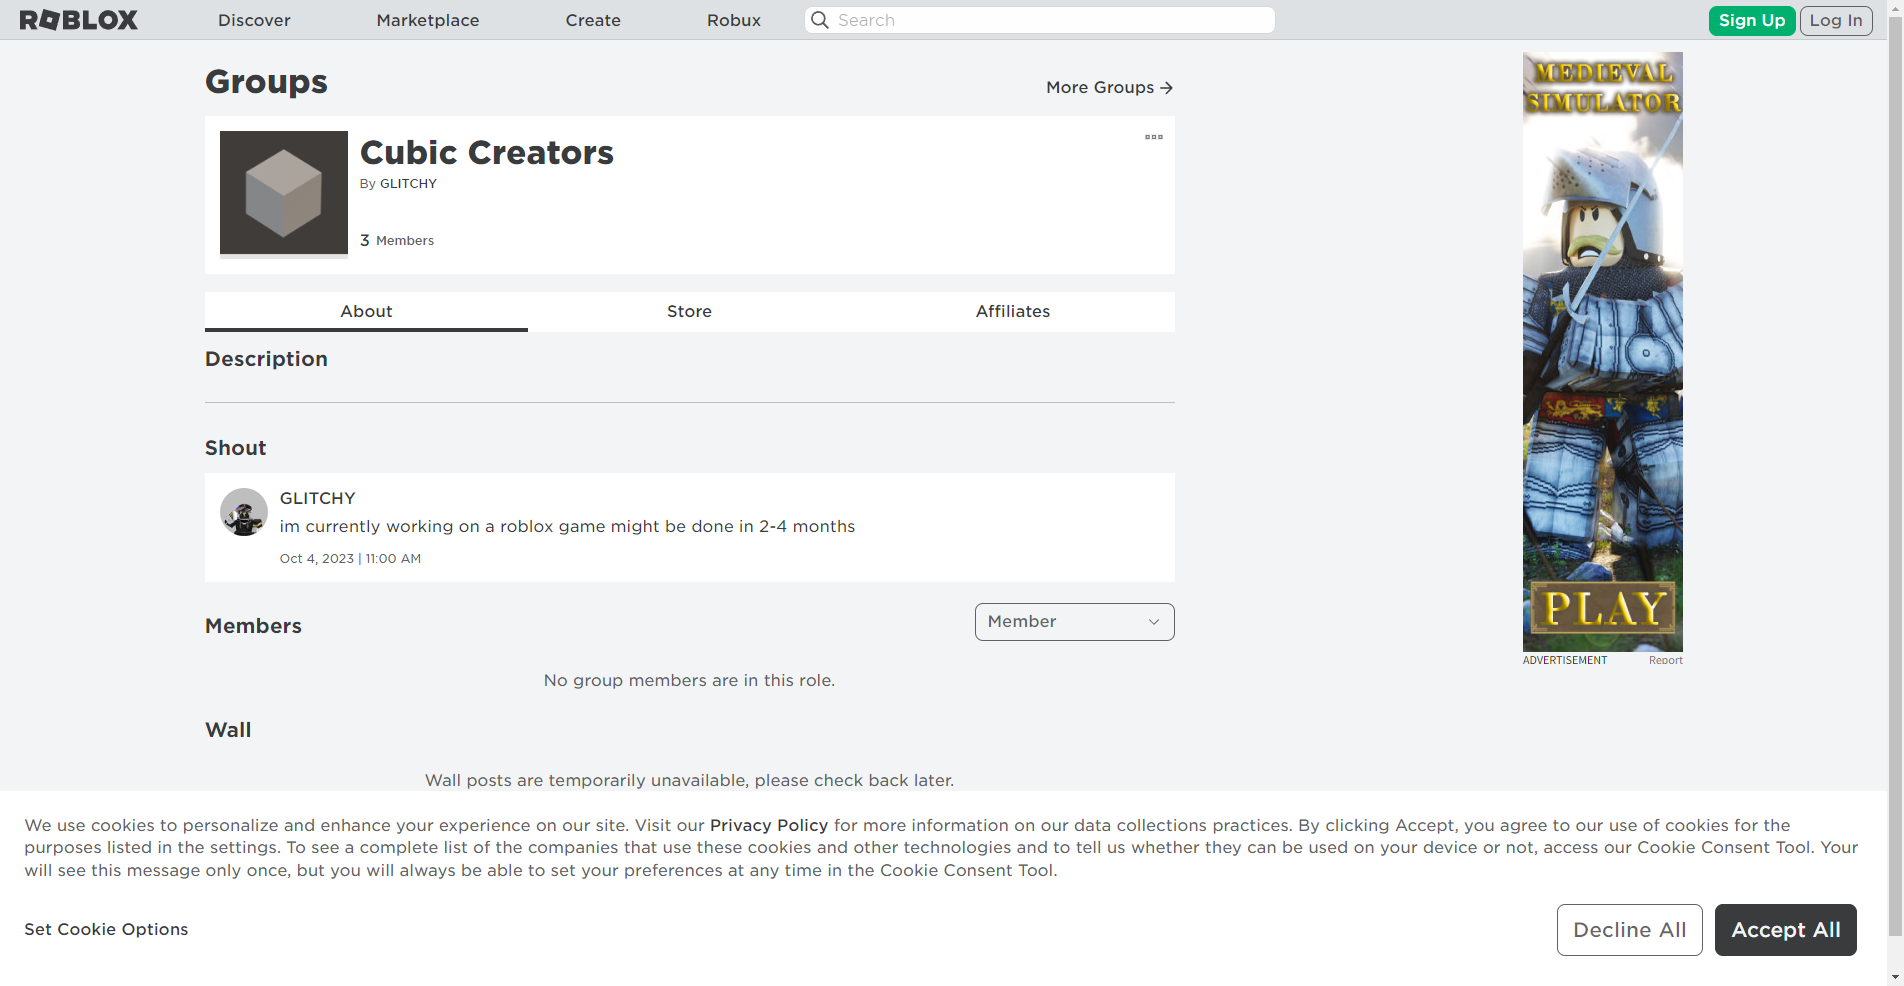 ROBLOX
Discover
Marketplace
Create
Robux
Search
Sign Up
Log In
Groups
More Groups →
Cubic Creators
By GLITCHY
3 Members
About
Store
Affiliates
Description
Shout
GLITCHY
im currently working on a roblox game might be done in 2-4 months
Oct 4, 2023 | 11:00 AM
Members
Member
No group members are in this role.
Wall
Wall posts are temporarily unavailable, please check back later.
MEDIEVAL
SIMULATOR
PLAY
ADVERTISEMENT
Report
We use cookies to personalize and enhance your experience on our site. Visit our Privacy Policy for more information on our data collections practices. By clicking Accept, you agree to our use of cookies for the
purposes listed in the settings. To see a complete list of the companies that use these cookies and other technologies and to tell us whether they can be used on your device or not, access our Cookie Consent Tool. Your
will see this message only once, but you will always be able to set your preferences at any time in the Cookie Consent Tool.
Set Cookie Options
Decline All
Accept All